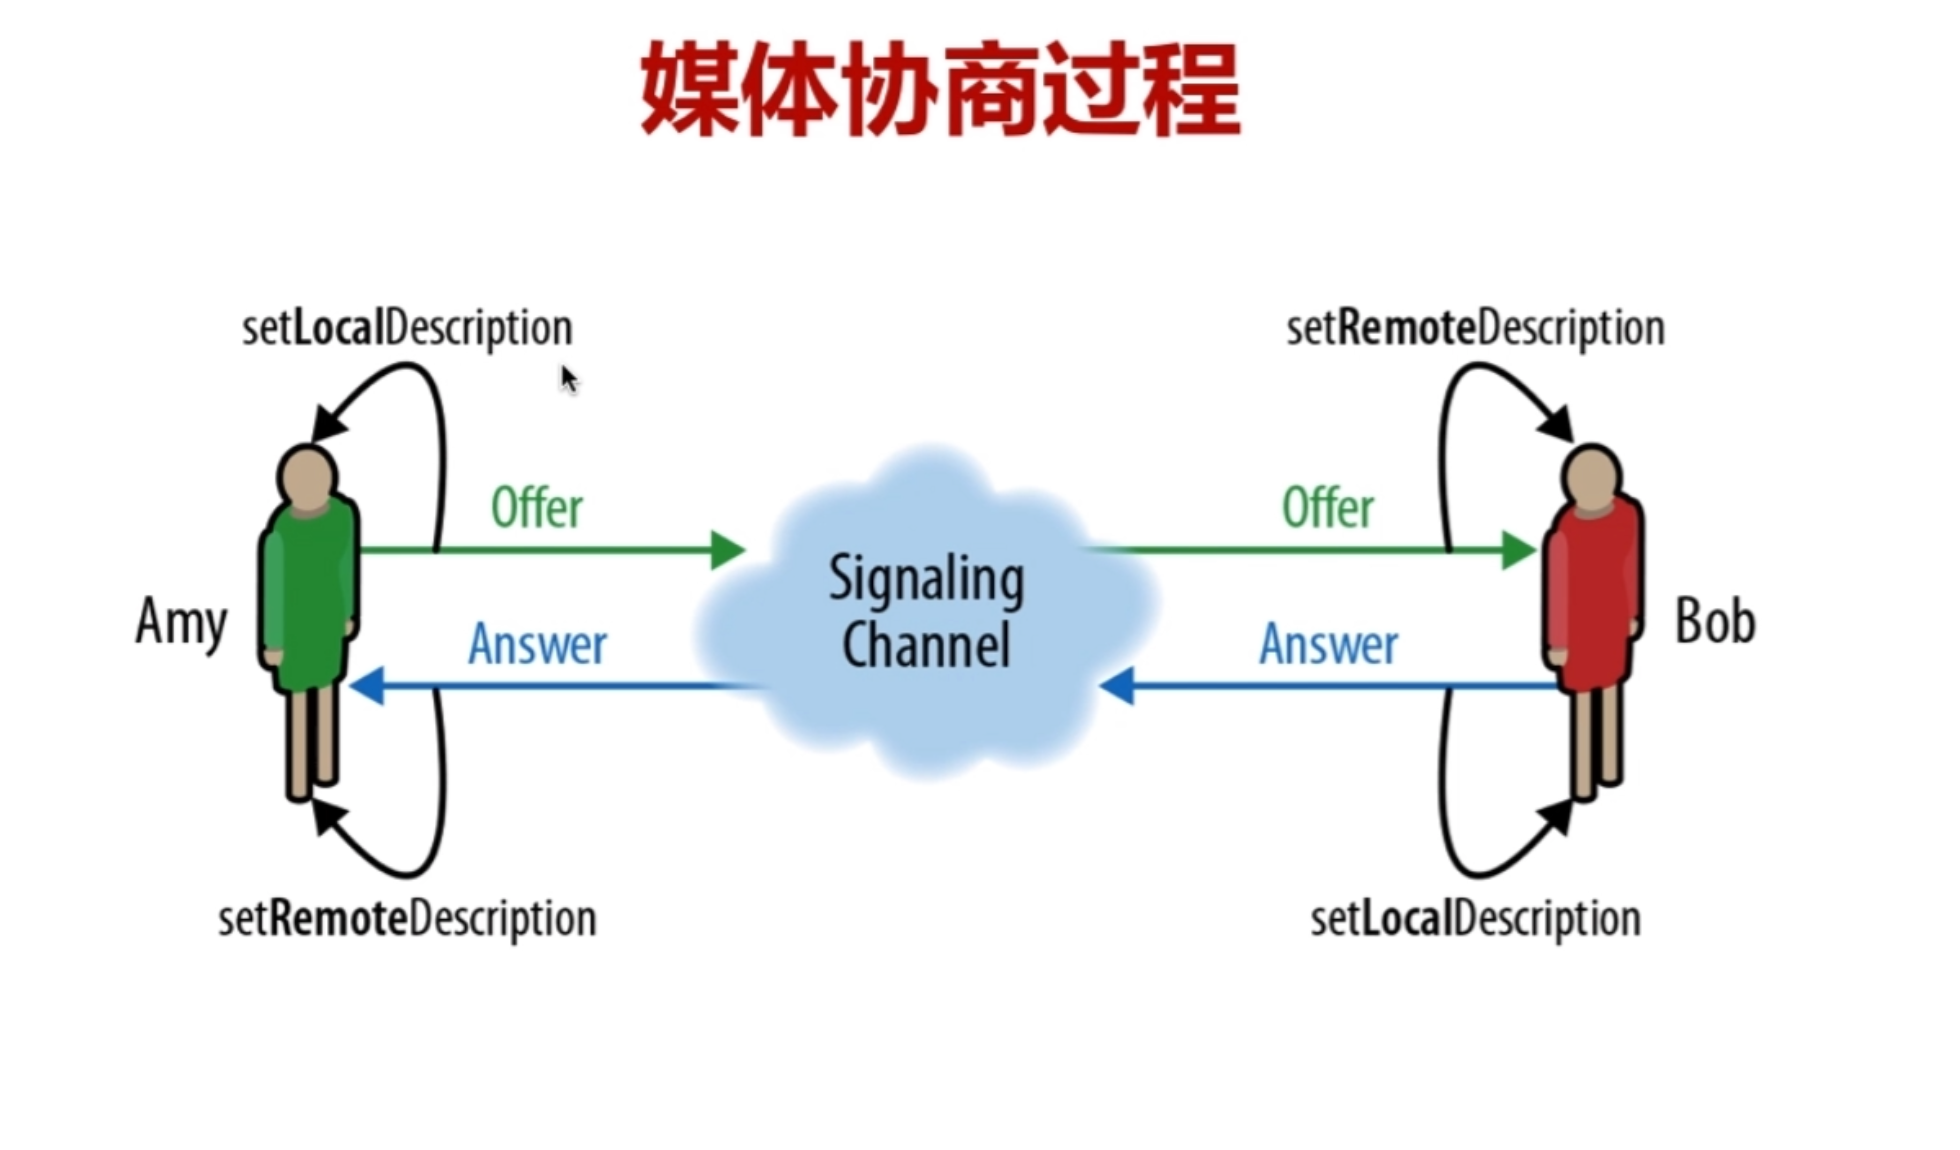 媒体协商过程
setLocalDescription
setRemoteDescription
Offer
Offer
Signaling
Channel
Amy
Bob
Answer
Answer
setRemoteDescription
setLocalDescription